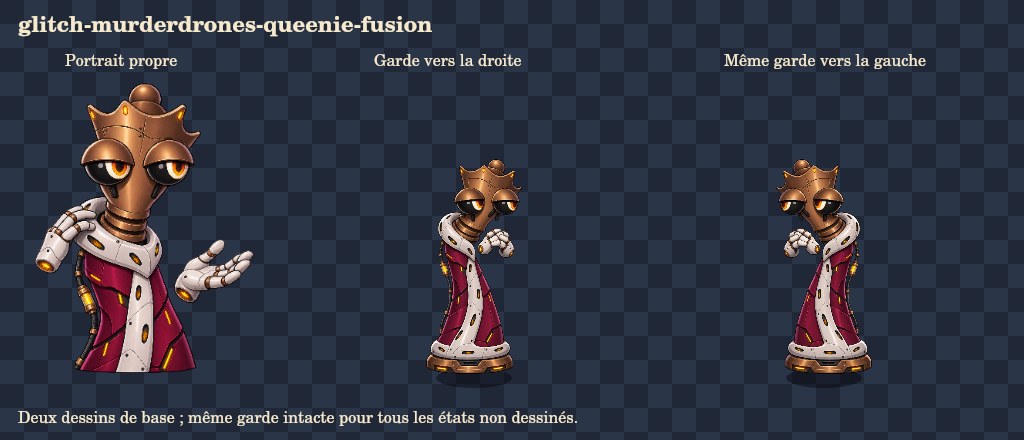 glitch-murderdrones-queenie-fusion
Portrait propre
Garde vers la droite
Même garde vers la gauche
Deux dessins de base ; même garde intacte pour tous les états non dessinés.